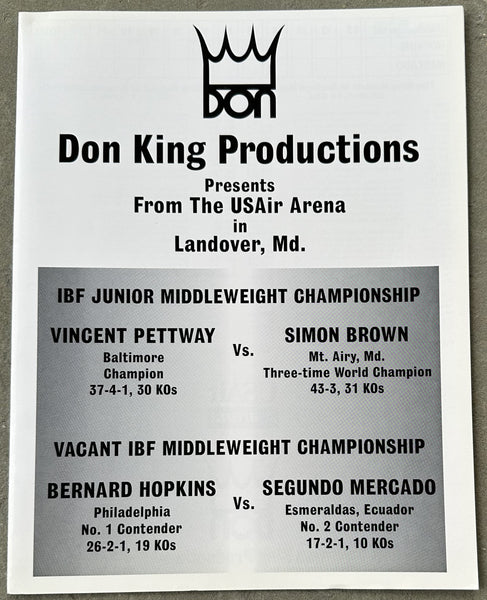 DON
Don King Productions
Presents
From The USAir Arena
in
Landover, Md.
IBF JUNIOR MIDDLEWEIGHT CHAMPIONSHIP
VINCENT PETTWAY
Baltimore
Champion
37-4-1, 30 KOs
Vs.
SIMON BROWN
Mt. Airy, Md.
Three-time World Champion
43-3, 31 KOs
VACANT IBF MIDDLEWEIGHT CHAMPIONSHIP
BERNARD HOPKINS
Philadelphia
No. 1 Contender
26-2-1, 19 KOs
Vs.
SEGUNDO MERCADO
Esmeraldas, Ecuador
No. 2 Contender
17-2-1, 10 KOs